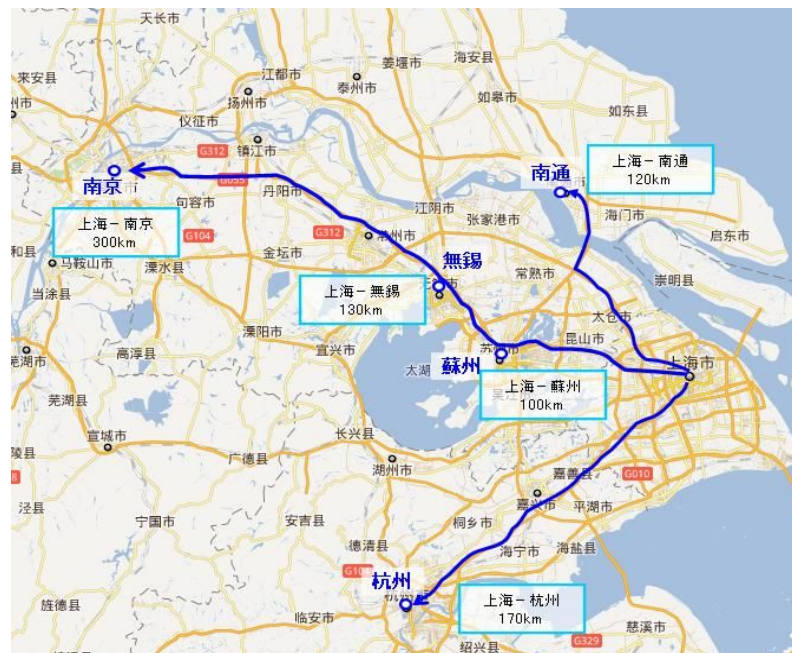 天长市
姜堰市
海安县
来安县
江都市
泰州市
扬州市
如皋市
如东县
仪征市
G312
镇江市
南京
句容市
丹阳市
南通
上海－南通
120km
江阴市
张家港市
海门市
启东市
上海－南京
300km
G104
G312
常州市
金坛市
無錫
常熟市
崇明县
和县
马鞍山市
溧水县
当涂县
上海－無錫
130km
太仓市
溧阳市
宜兴市
昆山市
上海市
蘇州
太湖
芜湖市
高淳县
上海－蘇州
100km
芜湖县
宣城市
广德县
长兴县
湖州市
嘉善县
G010
嘉兴市
平湖市
泾县
宁国市
安吉县
桐乡市
德清县
海宁市
海盐县
杭州
旌德县
临安市
上海－杭州
170km
慈溪市
G329
绍兴县